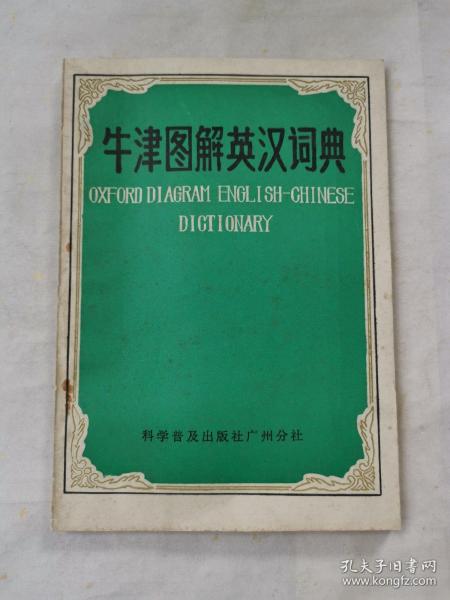 牛津图解英汉词典
OXFORD DIAGRAM ENGLISH-CHINESE
DICTIONARY
科学普及出版社广州分社
孔夫子旧书网
www.kongfz.com